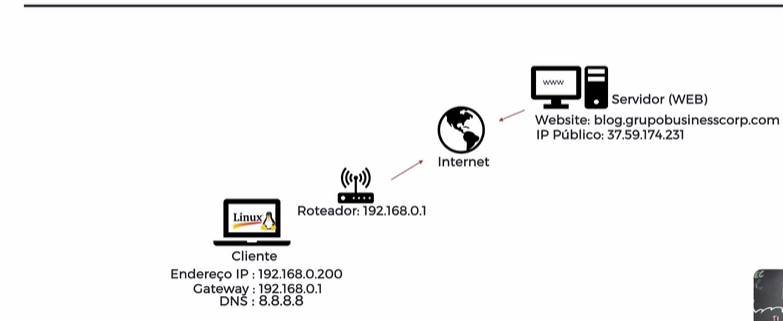 www
Servidor (WEB)
Website: blog.grupobusinesscorp.com
IP Público: 37.59.174.231
Internet
Roteador: 192.168.0.1
Linux
Cliente
Endereço IP : 192.168.0.200
Gateway : 192.168.0.1
DNS : 8.8.8.8